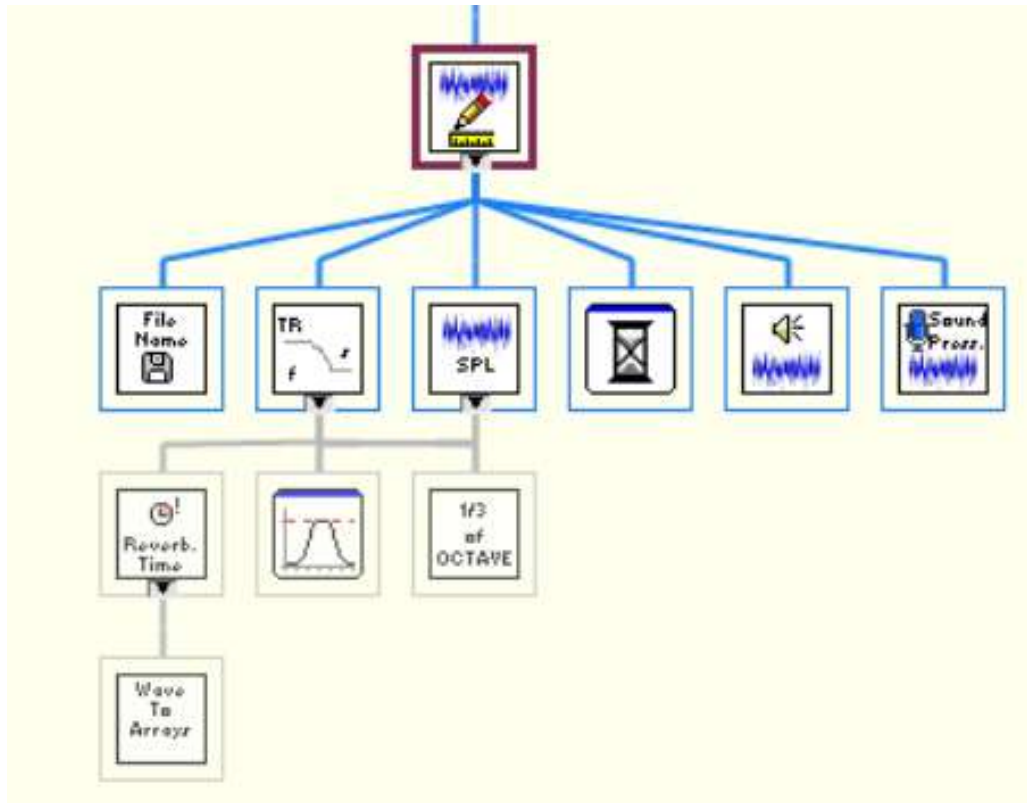 File
Name
TR
f
s
SPL
Sound
Press.
Reverb.
Time
1/3
of
OCTAVE
Wave
To
Arrays